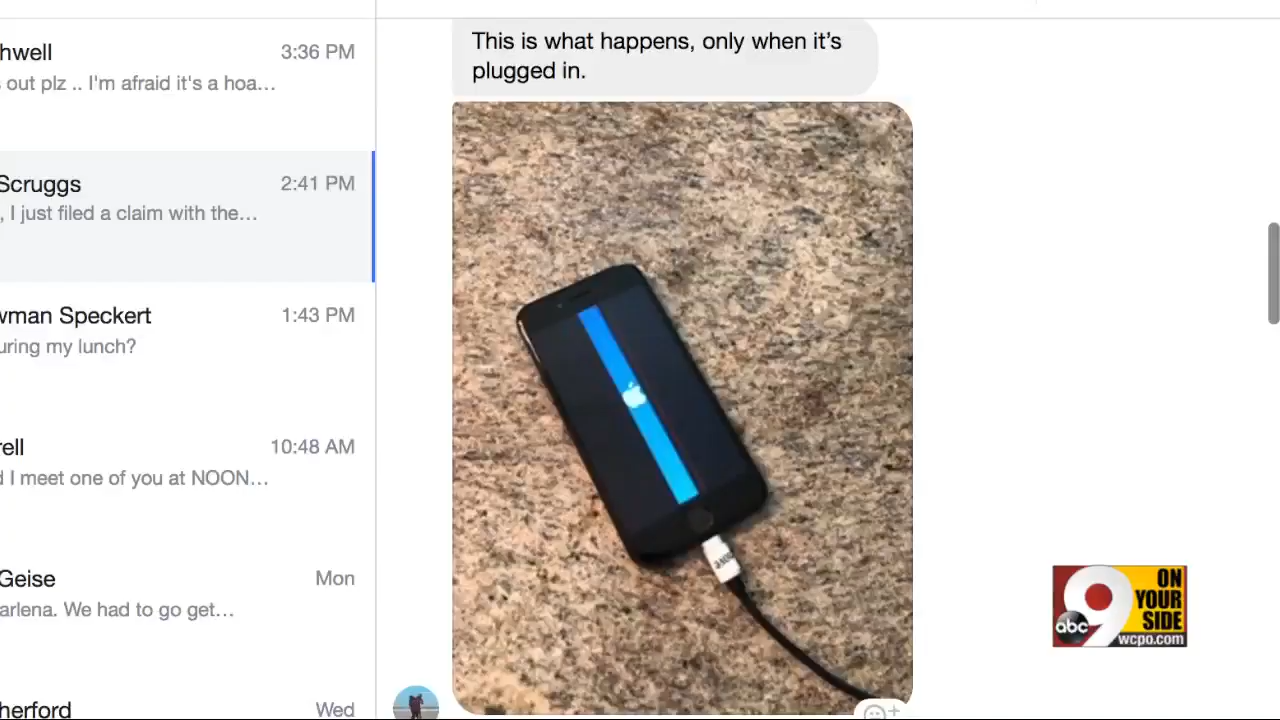 hwell
3:36 PM
s out plz .. I'm afraid it's a hoa...
Scruggs
2:41 PM
, I just filed a claim with the...
wman Speckert
1:43 PM
uring my lunch?
rell
10:48 AM
d I meet one of you at NOON...
Geise
Mon
arlena. We had to go get...
herford
Wed
This is what happens, only when it's
plugged in.
abc
9
ON
YOUR
SIDE
wcpo.com